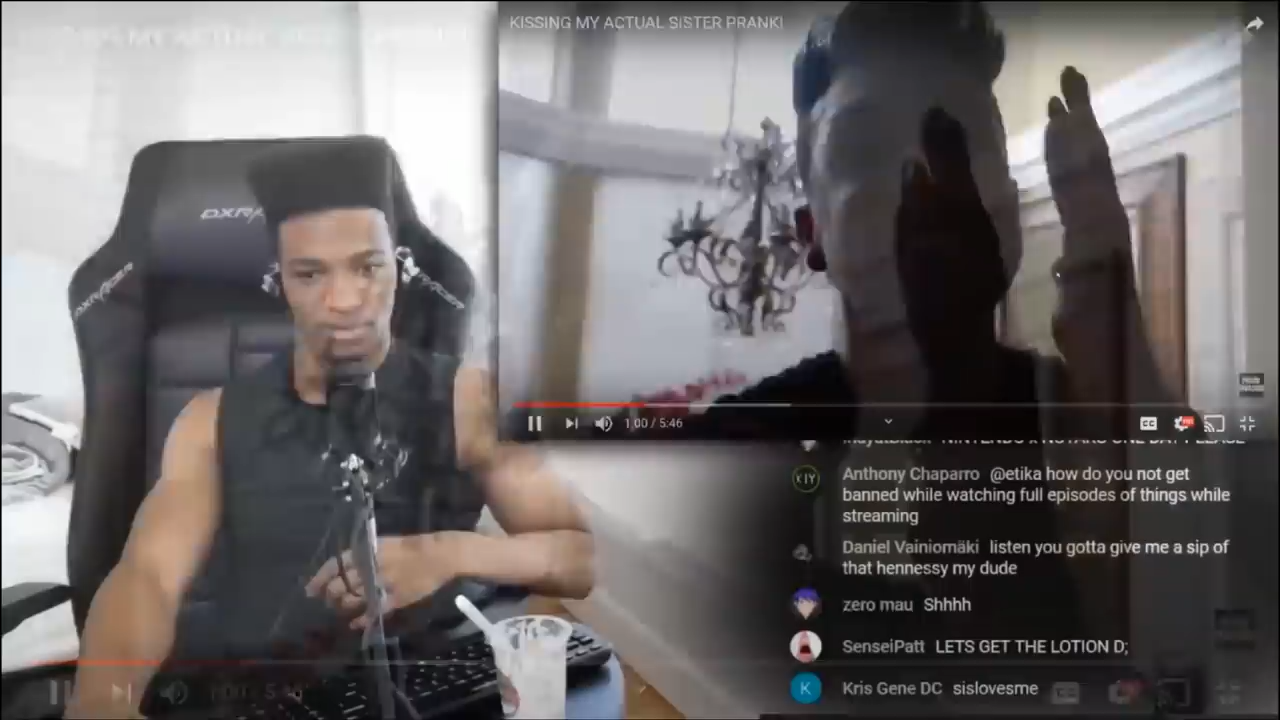 KISSING MY ACTUAL SISTER PRANK!
DXRACER
1:00 / 5:46
CC
Anthony Chaparro @etika how do you not get
banned while watching full episodes of things while
streaming
Daniel Vainiomäki listen you gotta give me a sip of
that hennessy my dude
zero mau Shhhh
SenseiPatt LETS GET THE LOTION D;
K Kris Gene DC sislovesme